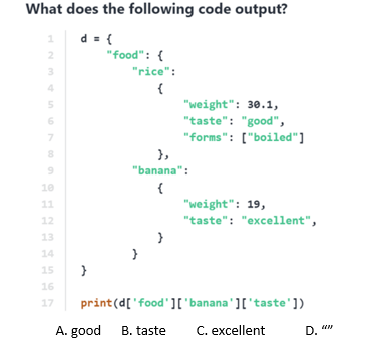 What does the following code output?
1 d = {
2 "food": {
3 "rice":
4 {
5 "weight": 30.1,
6 "taste": "good",
7 "forms": ["boiled"]
8 },
9 "banana":
10 {
11 "weight": 19,
12 "taste": "excellent",
13 }
14 }
15 }
16
17 print(d['food']['banana']['taste'])
A. good B. taste C. excellent D. “”